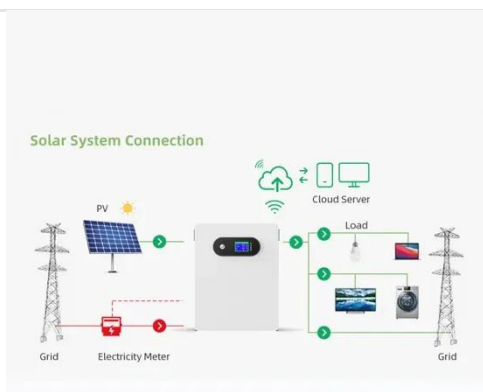 Solar System Connection
Cloud Server
PV
Load
Grid
Electricity Meter
Grid